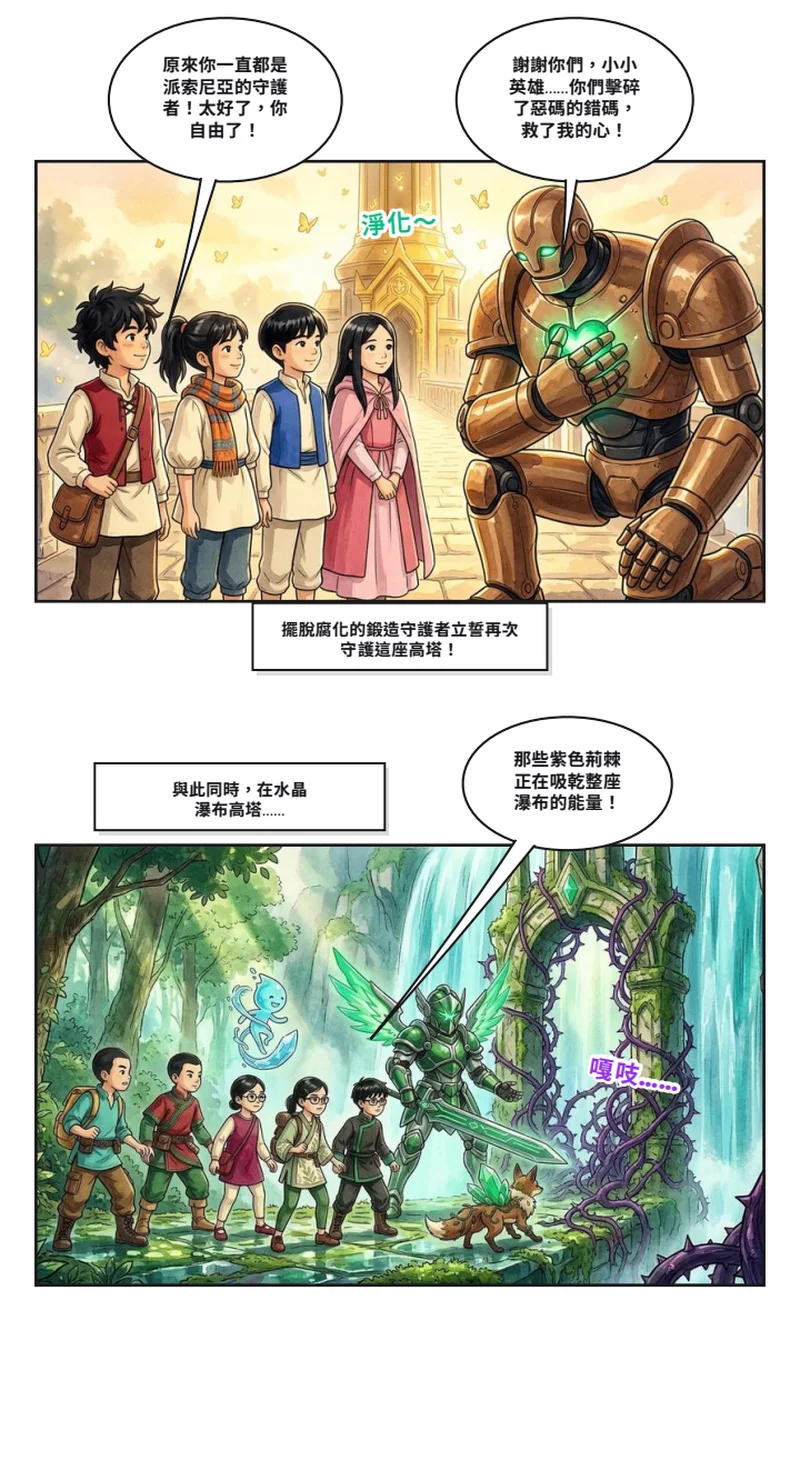 原來你一直都是
派索尼亞的守護
者！太好了，你
自由了！
謝謝你們，小小
英雄……你們擊碎
了惡碼的錯碼，
救了我的心！
淨化～
擺脫腐化的鍛造守護者立誓再次
守護這座高塔！
與此同時，在水晶
瀑布高塔……
那些紫色荊棘
正在吸乾整座
瀑布的能量！
嘎吱……